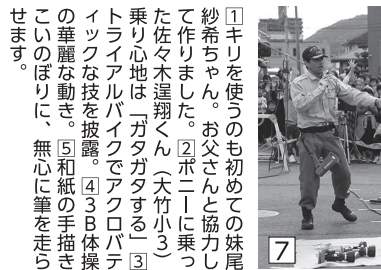 1キリを使うのも初めての妹尾
紗希ちゃん。お父さんと協力し
て作りました。2ポニーに乗っ
た佐々木逞翔くん（大竹小3）
乗り心地は「ガタガタする」3
トライアルバイクでアクロバテ
ィックな技を披露。43B体操
の華麗な動き。5和紙の手描き
こいのぼりに、無心に筆を走ら
せます。
7